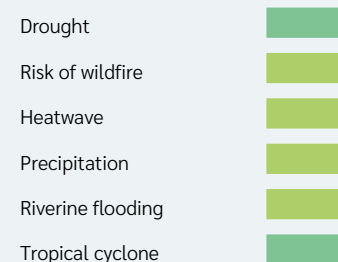 Drought
Risk of wildfire
Heatwave
Precipitation
Riverine flooding
Tropical cyclone